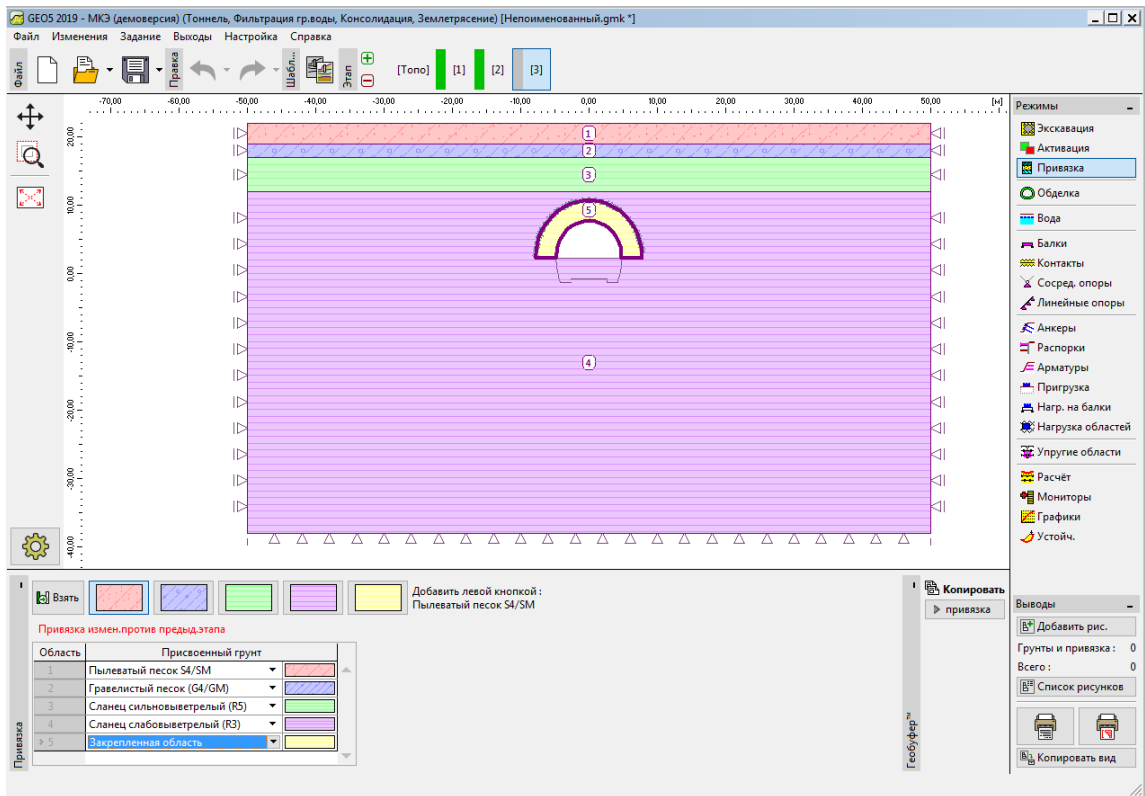 GEO5 2019 - МКЭ (демоверсия) (Тоннель, Фильтрация гр.воды, Консолидация, Землетрясение) [Непоименованный.gmk *]
Файл Изменения Задание Выходы Настройка Справка
Файл
Правка
Шабл...
Этап
[Топо] [1] [2] [3]
-70,00 -60,00 -50,00 -40,00 -30,00 -20,00 -10,00 0,00 10,00 20,00 30,00 40,00 50,00 [м]
20,00
10,00
0,00
-10,00
-20,00
-30,00
-40,00
1
2
3
5
4
Режимы
Экскавация
Активация
Привязка
Обделка
Вода
Балки
Контакты
Сосред. опоры
Линейные опоры
Анкеры
Распорки
Арматуры
Пригрузка
Нагр. на балки
Нагрузка областей
Упругие области
Расчёт
Мониторы
Графики
Устойч.
Привязка
Взять
Добавить левой кнопкой :
Пылеватый песок S4/SM
Привязка измен.против предыд.этапа
Область Присвоенный грунт
1 Пылеватый песок S4/SM
2 Гравелистый песок (G4/GM)
3 Сланец сильновыветрелый (R5)
4 Сланец слабовыветрелый (R3)
5 Закрепленная область
Геобуфер™
Копировать
привязка
Выводы
Добавить рис.
Грунты и привязка : 0
Всего : 0
Список рисунков
Копировать вид